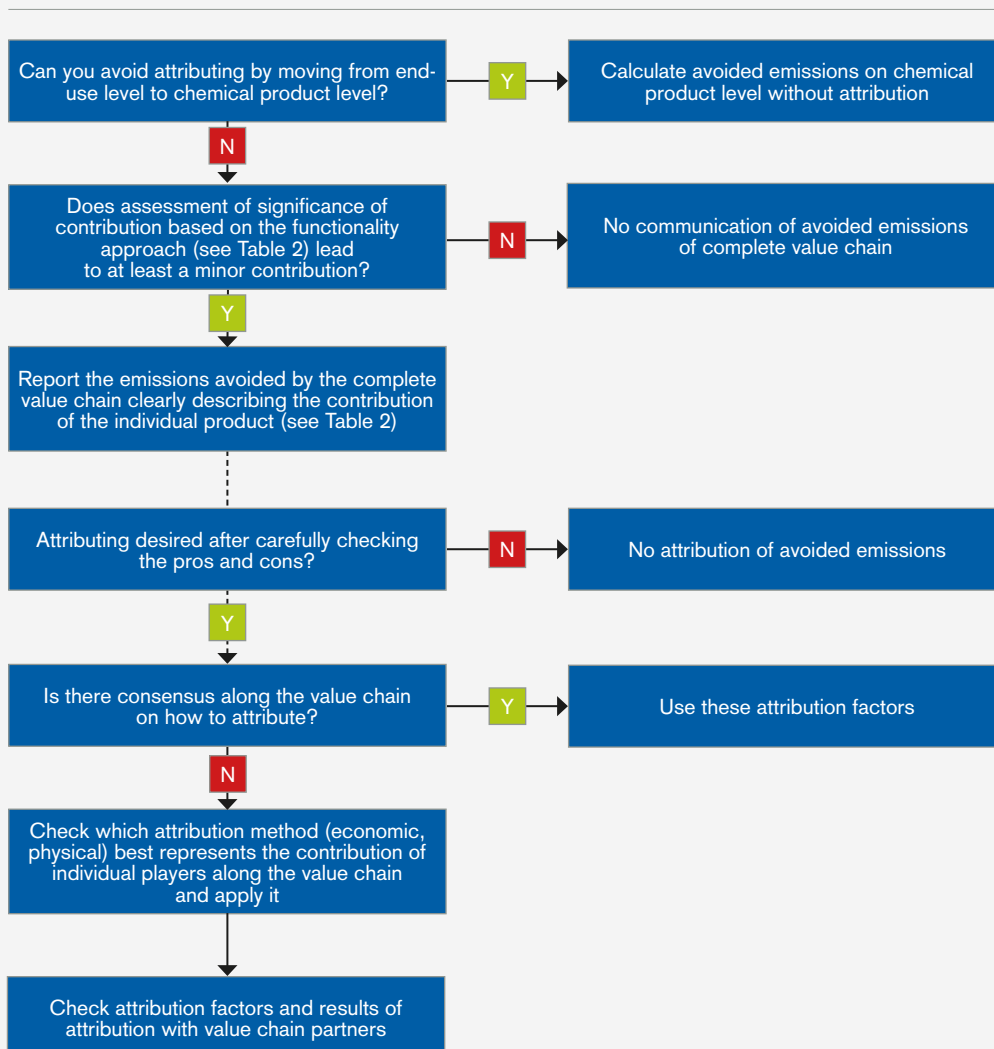 Can you avoid attributing by moving from end-
use level to chemical product level?
Y
Calculate avoided emissions on chemical
product level without attribution
N
Does assessment of significance of
contribution based on the functionality
approach (see Table 2) lead
to at least a minor contribution?
N
No communication of avoided emissions
of complete value chain
Y
Report the emissions avoided by the complete
value chain clearly describing the contribution
of the individual product (see Table 2)
Attributing desired after carefully checking
the pros and cons?
N
No attribution of avoided emissions
Y
Is there consensus along the value chain
on how to attribute?
Y
Use these attribution factors
N
Check which attribution method (economic,
physical) best represents the contribution of
individual players along the value chain
and apply it
Check attribution factors and results of
attribution with value chain partners